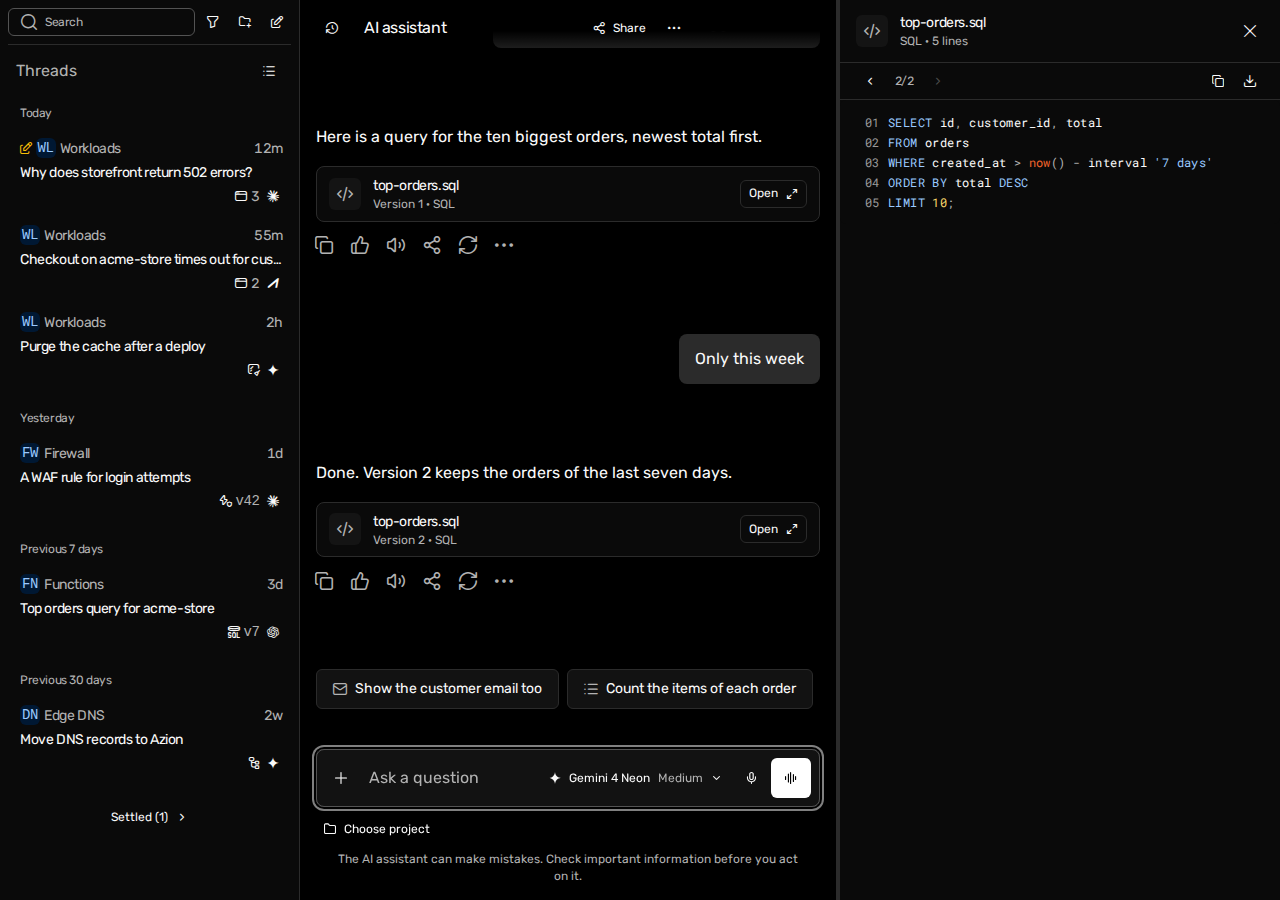 Search
Threads
Today
WL Workloads 12m
Why does storefront return 502 errors?
3
WL Workloads 55m
Checkout on acme-store times out for cus…
2
WL Workloads 2h
Purge the cache after a deploy
Yesterday
FW Firewall 1d
A WAF rule for login attempts
v42
Previous 7 days
FN Functions 3d
Top orders query for acme-store
SQL v7
Previous 30 days
DN Edge DNS 2w
Move DNS records to Azion
Settled (1)
AI assistant
Share
Here is a query for the ten biggest orders, newest total first.
top-orders.sql
Version 1 • SQL
Open
Only this week
Done. Version 2 keeps the orders of the last seven days.
top-orders.sql
Version 2 • SQL
Open
Show the customer email too
Count the items of each order
Ask a question
Gemini 4 Neon Medium
Choose project
The AI assistant can make mistakes. Check important information before you act
on it.
top-orders.sql
SQL • 5 lines
2/2
01 SELECT id, customer_id, total
02 FROM orders
03 WHERE created_at > now() - interval '7 days'
04 ORDER BY total DESC
05 LIMIT 10;